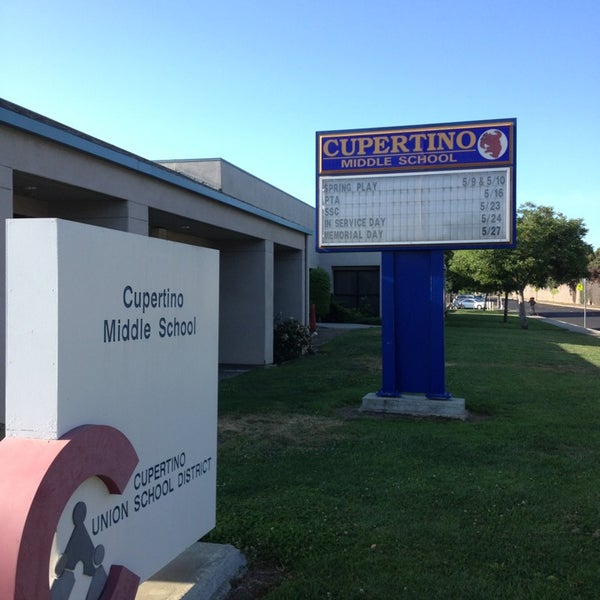 CUPERTINO
MIDDLE SCHOOL
SPRING PLAY 5/9 & 5/10
PTA 5/16
SSC 5/23
IN SERVICE DAY 5/24
MEMORIAL DAY 5/27
Cupertino
Middle School
CUPERTINO
UNION SCHOOL DISTRICT